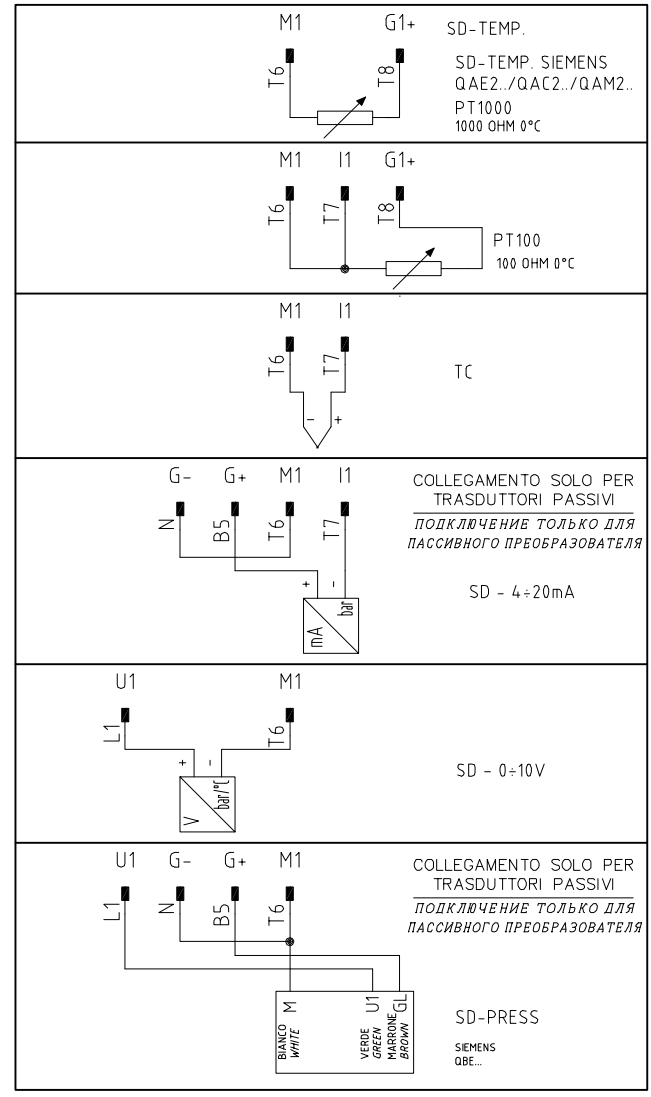 M1 G1+ SD-TEMP.
T6 T8 SD-TEMP. SIEMENS
QAE2../QAC2../QAM2..
PT1000
1000 OHM 0°C
M1 I1 G1+
T6 T7 T8
PT100
100 OHM 0°C
M1 I1
T6 T7
TC
- +
G- G+ M1 I1
COLLEGAMENTO SOLO PER
TRASDUTTORI PASSIVI
N B5 T6 T7
ПОДКЛЮЧЕНИЕ ТОЛЬКО ДЛЯ
ПАССИВНОГО ПРЕОБРАЗОВАТЕЛЯ
+ -
SD - 4÷20mA
mA bar
U1 M1
L1 T6
+ -
SD - 0÷10V
V bar/°C
U1 G- G+ M1
COLLEGAMENTO SOLO PER
TRASDUTTORI PASSIVI
L1 N B5 T6
ПОДКЛЮЧЕНИЕ ТОЛЬКО ДЛЯ
ПАССИВНОГО ПРЕОБРАЗОВАТЕЛЯ
M U1 GL
SD-PRESS
BIANCO
WHITE
VERDE
GREEN
MARRONE
BROWN
SIEMENS
QBE...